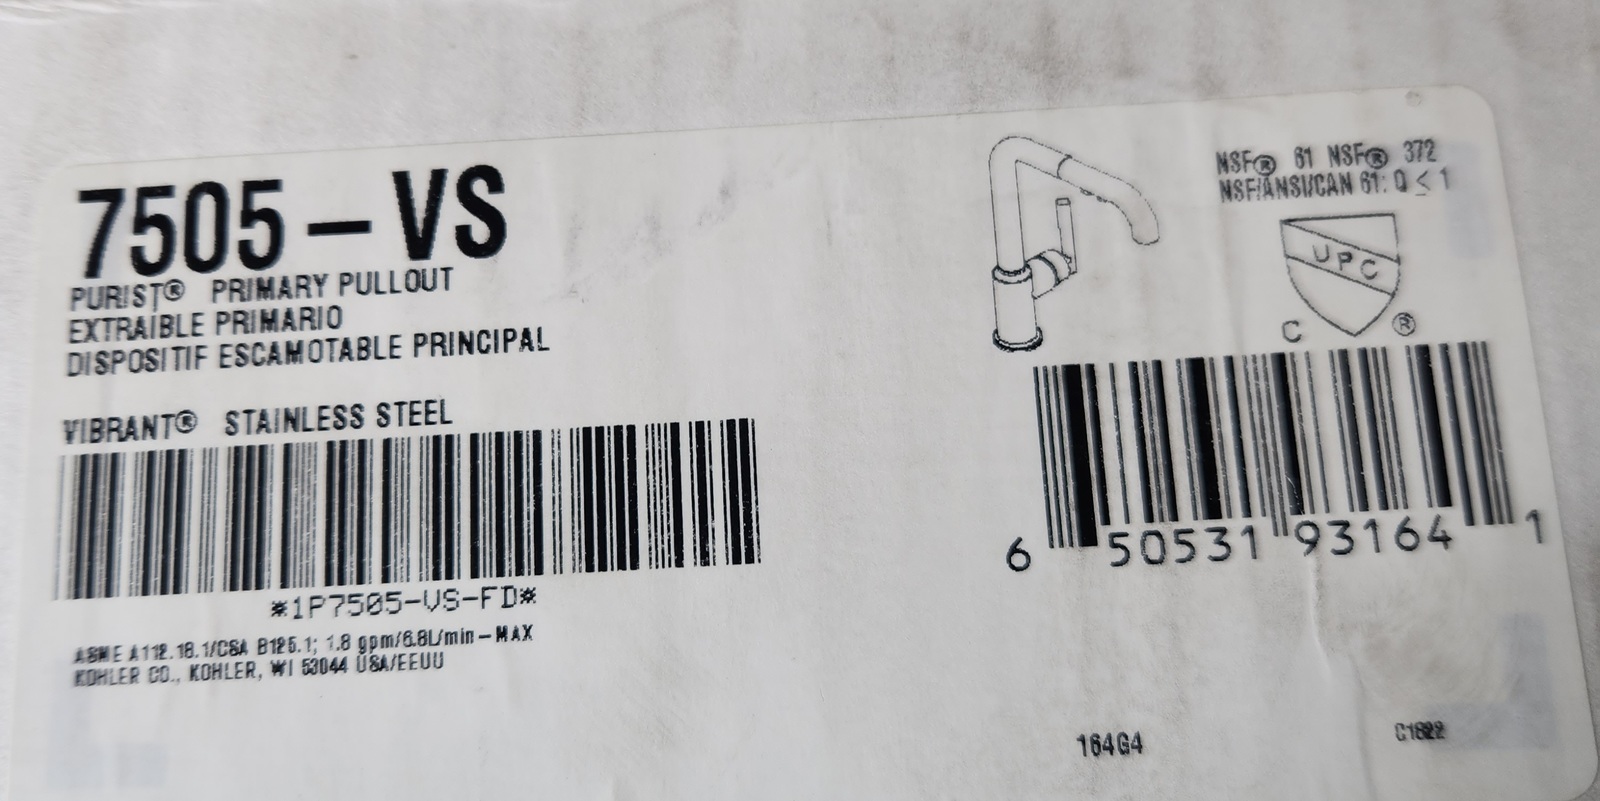 7505-VS
PURIST® PRIMARY PULLOUT
EXTRAIBLE PRIMARIO
DISPOSITIF ESCAMOTABLE PRINCIPAL
VIBRANT® STAINLESS STEEL
*1P7505-VS-FD*
ASME A112.18.1/CSA B125.1; 1.8 gpm/6.8L/min-MAX
KOHLER CO., KOHLER, WI 53044 USA/EEUU
NSF® 61 NSF® 372
NSF/ANSI/CAN 61: Q ≤ 1
UPC
C ®
6 50531 93164 1
164G4
C1822